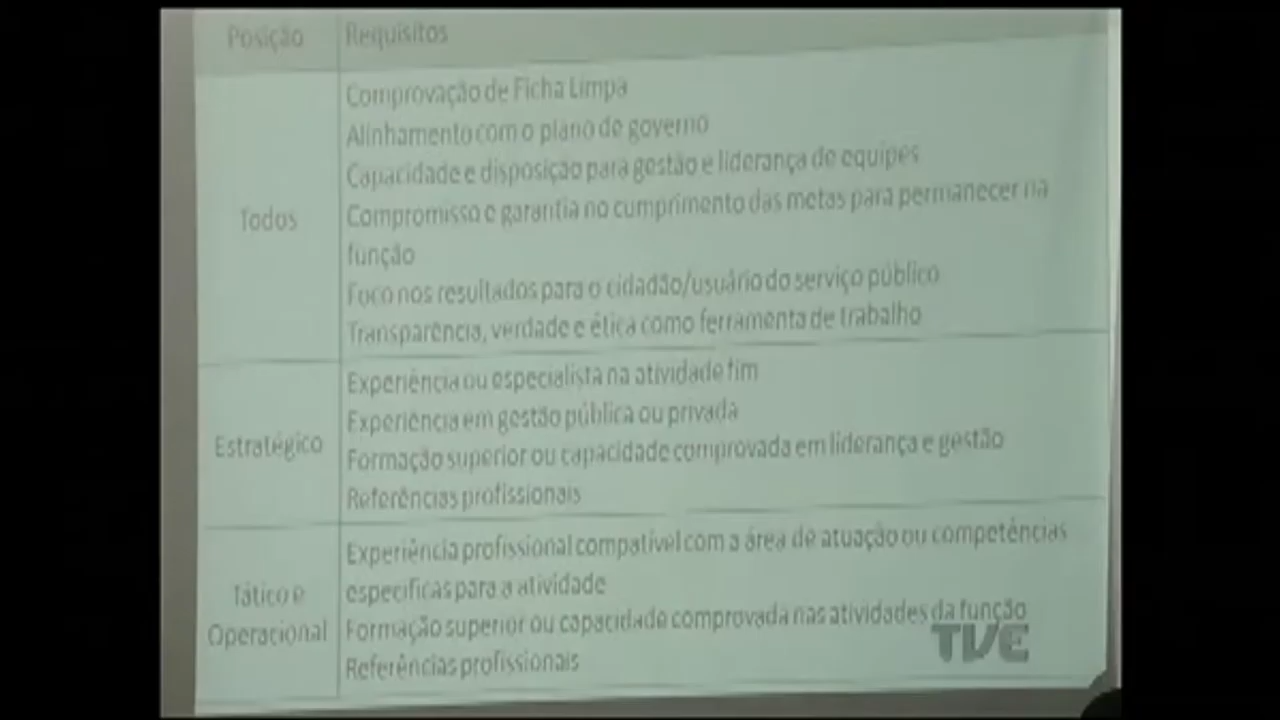 Posição Requisitos
Comprovação de Ficha Limpa
Alinhamento com o plano de governo
Capacidade e disposição para gestão e liderança de equipes
Todos
Compromisso e garantia no cumprimento das metas para permanecer na
função
Foco nos resultados para o cidadão/usuário do serviço público
Transparência, verdade e ética como ferramenta de trabalho
Experiência ou especialista na atividade fim
Experiência em gestão pública ou privada
Estratégico
Formação superior ou capacidade comprovada em liderança e gestão
Referências profissionais
Experiência profissional compatível com a área de atuação ou competências
especificas para a atividade
Tático e
Operacional
Formação superior ou capacidade comprovada nas atividades da função
Referências profissionais
TVE